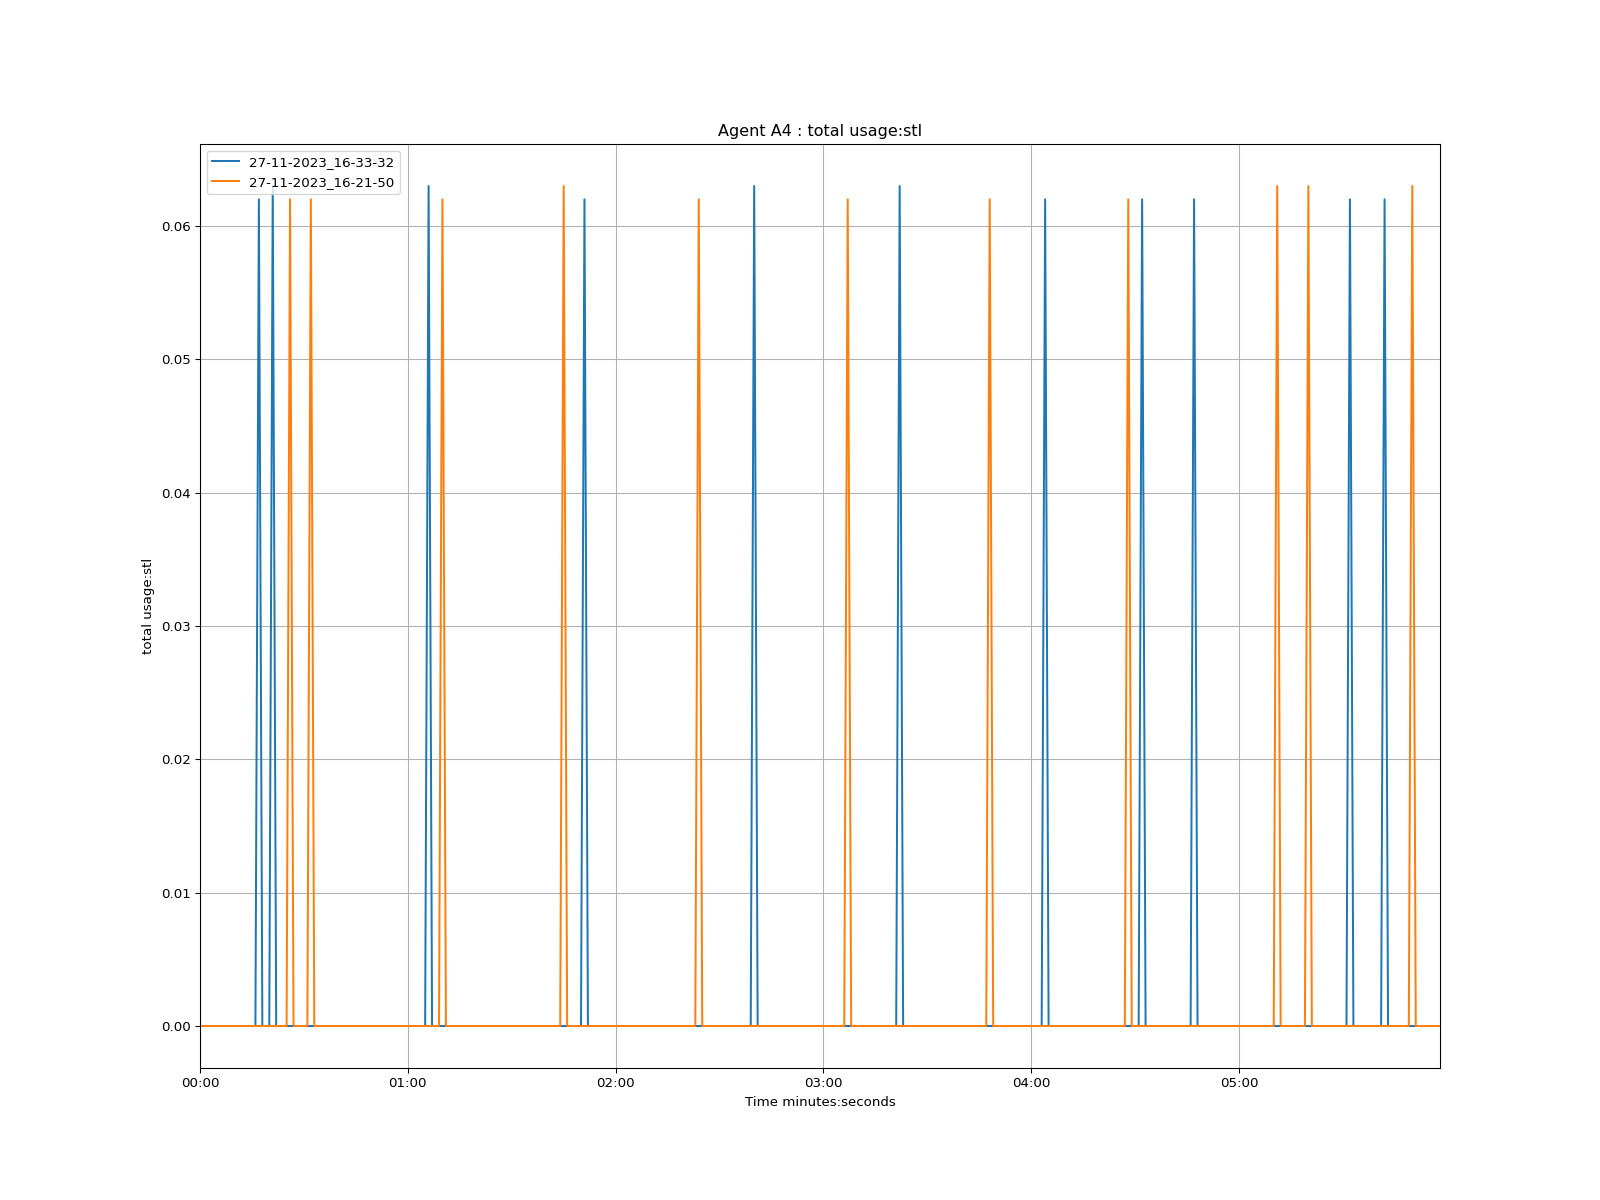 Agent A4 : total usage:stl
27-11-2023_16-33-32
27-11-2023_16-21-50
0.06
0.05
0.04
0.03
0.02
0.01
0.00
total usage:stl
00:00 01:00 02:00 03:00 04:00 05:00
Time minutes:seconds